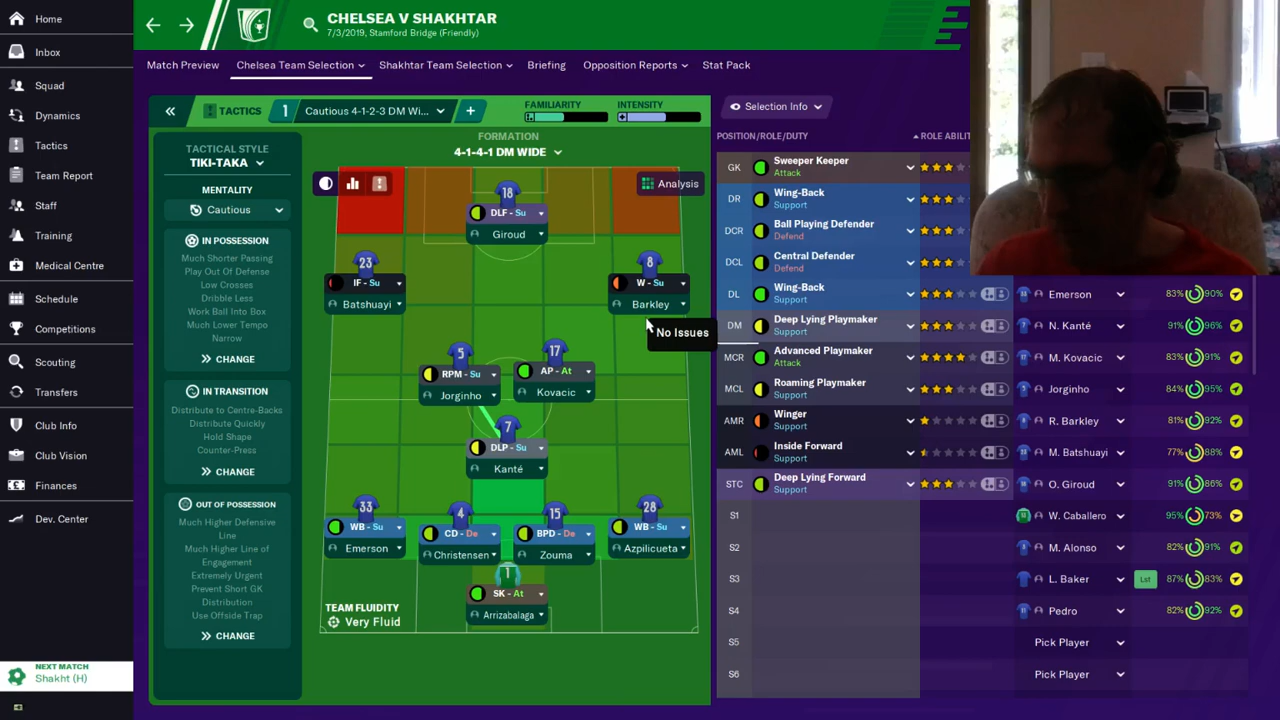 Home
Inbox
Squad
Dynamics
Tactics
Team Report
Staff
Training
Medical Centre
Schedule
Competitions
Scouting
Transfers
Club Info
Club Vision
Finances
Dev. Center
NEXT MATCH
Shakht (H)
CHELSEA V SHAKHTAR
7/3/2019, Stamford Bridge (Friendly)
Match Preview
Chelsea Team Selection
Shakhtar Team Selection
Briefing
Opposition Reports
Stat Pack
TACTICS
1
Cautious 4-1-2-3 DM Wi...
FAMILIARITY
INTENSITY
TACTICAL STYLE
TIKI-TAKA
MENTALITY
Cautious
IN POSSESSION
Much Shorter Passing
Play Out Of Defense
Low Crosses
Dribble Less
Work Ball Into Box
Much Lower Tempo
Narrow
CHANGE
IN TRANSITION
Distribute to Centre-Backs
Distribute Quickly
Hold Shape
Counter-Press
CHANGE
OUT OF POSSESSION
Much Higher Defensive
Line
Much Higher Line of
Engagement
Extremely Urgent
Prevent Short GK
Distribution
Use Offside Trap
CHANGE
FORMATION
4-1-4-1 DM WIDE
Analysis
18
DLF - Su
Giroud
23
IF - Su
Batshuayi
8
W - Su
Barkley
No Issues
5
RPM - Su
Jorginho
17
AP - At
Kovacic
7
DLP - Su
Kanté
33
WB - Su
Emerson
4
CD - De
Christensen
15
BPD - De
Zouma
28
WB - Su
Azpilicueta
1
SK - At
Arrizabalaga
TEAM FLUIDITY
Very Fluid
Selection Info
POSITION/ROLE/DUTY ROLE ABILI
GK Sweeper Keeper
Attack
DR Wing-Back
Support
DCR Ball Playing Defender
Defend
DCL Central Defender
Defend
DL Wing-Back
Support
Emerson 83% 90%
DM Deep Lying Playmaker
Support
N. Kanté 91% 96%
MCR Advanced Playmaker
Attack
M. Kovacic 83% 91%
MCL Roaming Playmaker
Support
Jorginho 84% 95%
AMR Winger
Support
R. Barkley 81% 92%
AML Inside Forward
Support
M. Batshuayi 77% 88%
STC Deep Lying Forward
Support
O. Giroud 91% 86%
S1 W. Caballero 95% 73%
S2 M. Alonso 82% 91%
S3 L. Baker Lst 87% 83%
S4 Pedro 82% 92%
S5 Pick Player
S6 Pick Player